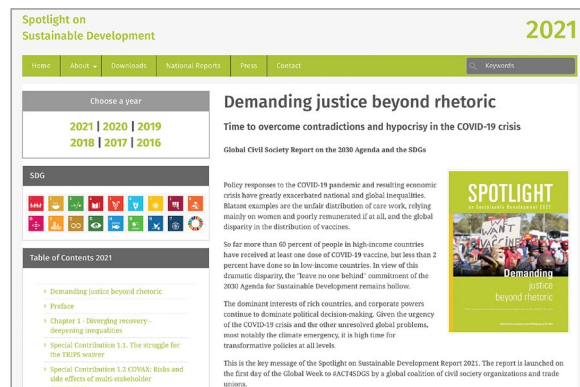 Spotlight on
Sustainable Development
2021
Home
About
Downloads
National Reports
Press
Contact
Keywords
Choose a year
2021 | 2020 | 2019
2018 | 2017 | 2016
SDG
Table of Contents 2021
Demanding justice beyond rhetoric
Preface
Chapter 1 - Diverging recovery -
deepening inequalities
Special Contribution 1.1. The struggle for
the TRIPS waiver
Special Contribution 1.2 COVAX: Risks and
side effects of multi-stakeholder
Demanding justice beyond rhetoric
Time to overcome contradictions and hypocrisy in the COVID-19 crisis
Global Civil Society Report on the 2030 Agenda and the SDGs
Policy responses to the COVID-19 pandemic and resulting economic
crisis have greatly exacerbated national and global inequalities.
Blatant examples are the unfair distribution of care work, relying
mainly on women and poorly remunerated if at all, and the global
disparity in the distribution of vaccines.
So far more than 60 percent of people in high-income countries
have received at least one dose of COVID-19 vaccine, but less than 2
percent have done so in low-income countries. In view of this
dramatic disparity, the "leave no one behind" commitment of the
2030 Agenda for Sustainable Development remains hollow.
The dominant interests of rich countries, and corporate powers
continue to dominate political decision-making. Given the urgency
of the COVID-19 crisis and the other unresolved global problems,
most notably the climate emergency, it is high time for
transformative policies at all levels.
This is the key message of the Spotlight on Sustainable Development Report 2021. The report is launched on
the first day of the Global Week to #ACT4SDGS by a global coalition of civil society organizations and trade
unions.
SPOTLIGHT
on Sustainable Development 2021
WE WANT
VACCINE
Demanding
justice
beyond rhetoric